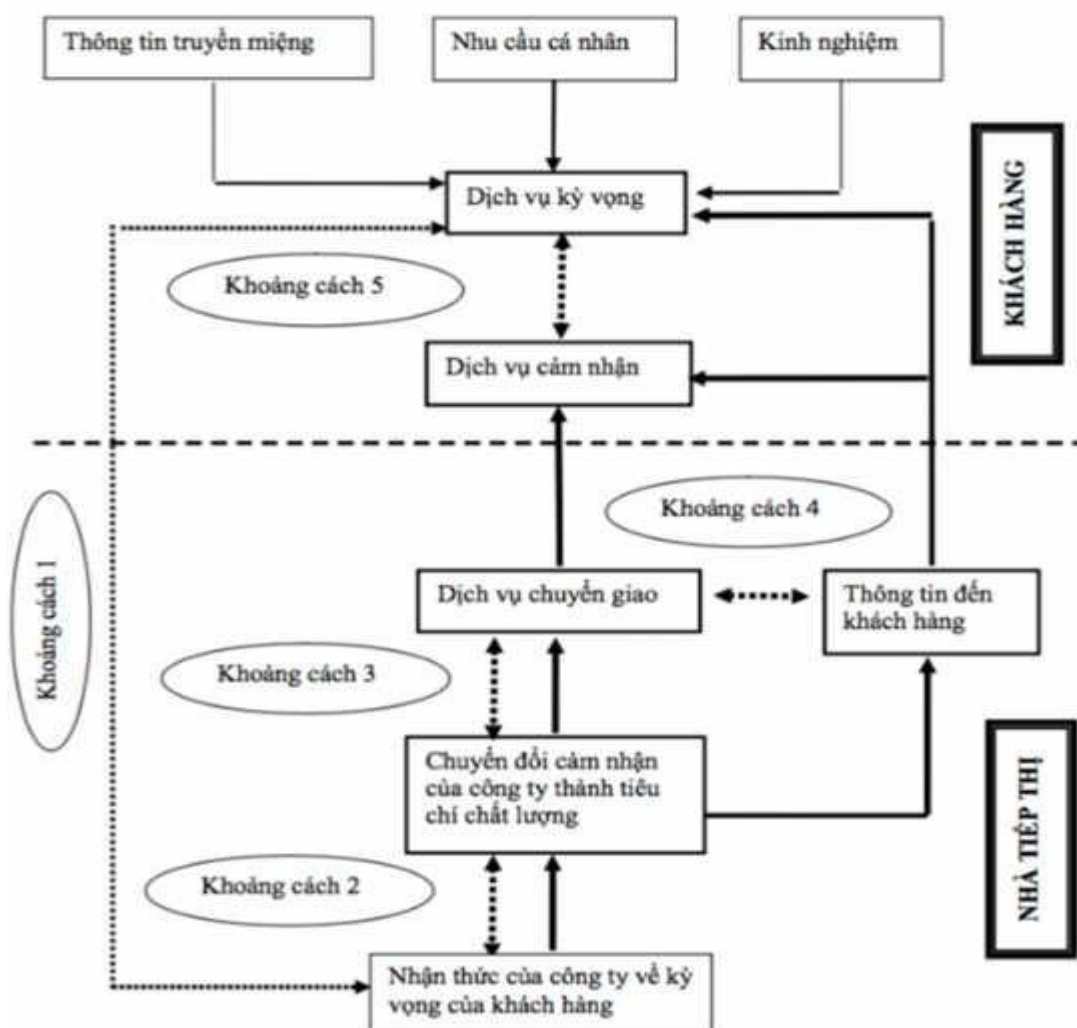 Thông tin truyền miệng
Nhu cầu cá nhân
Kinh nghiệm
Dịch vụ kỳ vọng
KHÁCH HÀNG
Khoảng cách 5
Dịch vụ cảm nhận
Khoảng cách 4
Khoảng cách 1
Dịch vụ chuyển giao
Thông tin đến
khách hàng
Khoảng cách 3
Chuyển đổi cảm nhận
của công ty thành tiêu
chí chất lượng
NHÀ TIẾP THỊ
Khoảng cách 2
Nhận thức của công ty về kỳ
vọng của khách hàng